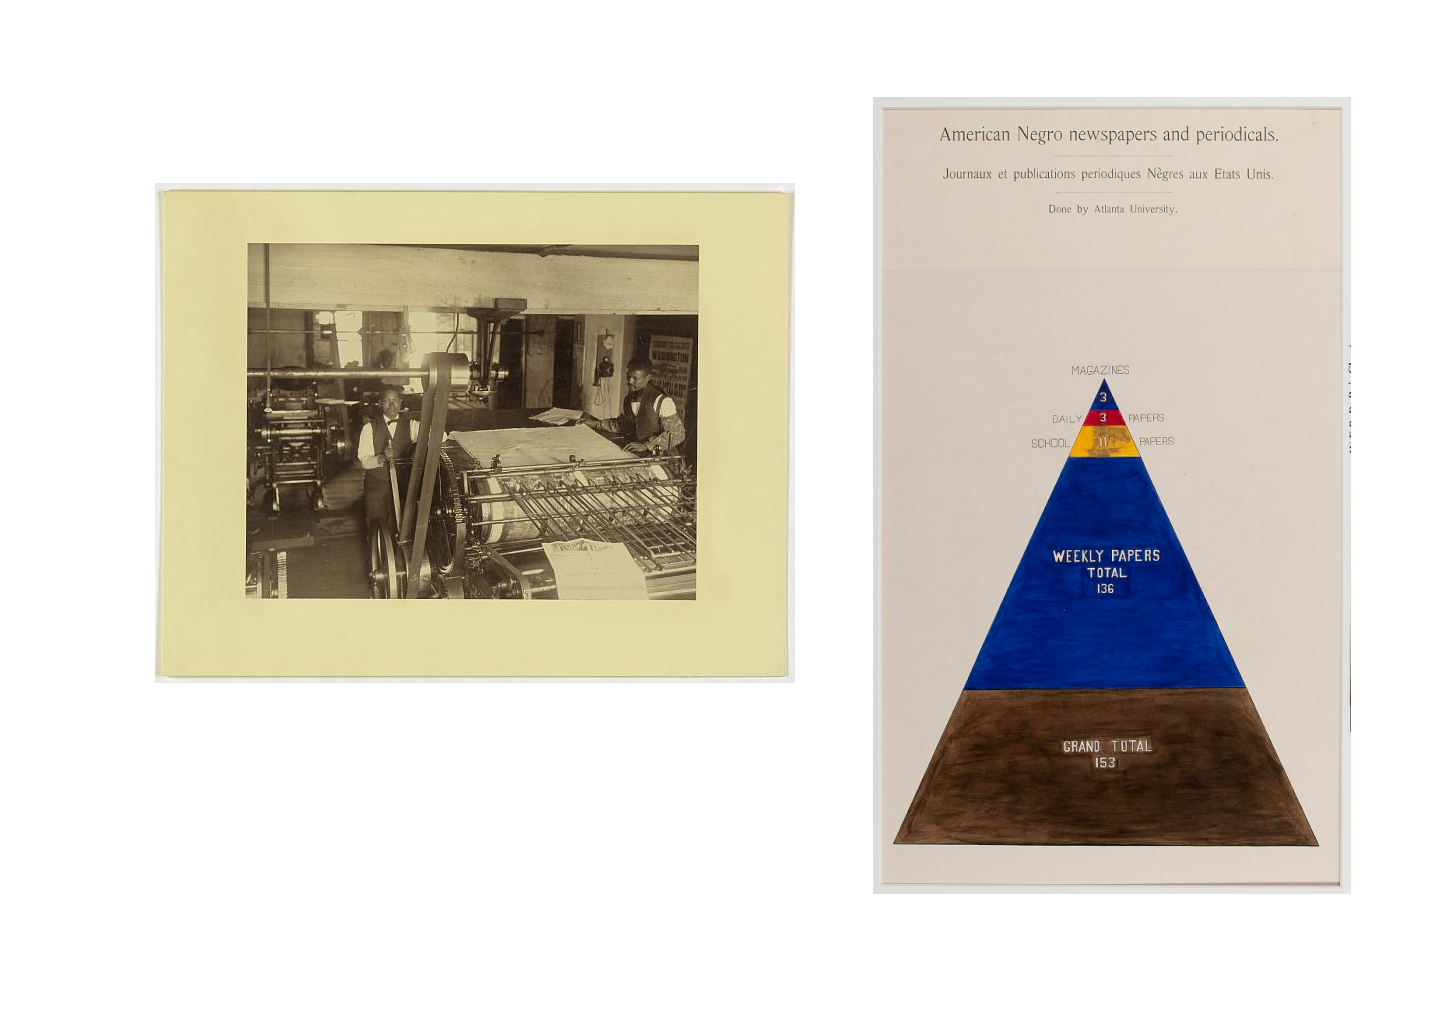 WASHINGTON
American Negro newspapers and periodicals.
Journaux et publications periodiques Nègres aux Etats Unis.
Done by Atlanta University.
MAGAZINES
3
DAILY 3 PAPERS
SCHOOL 11 PAPERS
WEEKLY PAPERS
TOTAL
136
GRAND TOTAL
153